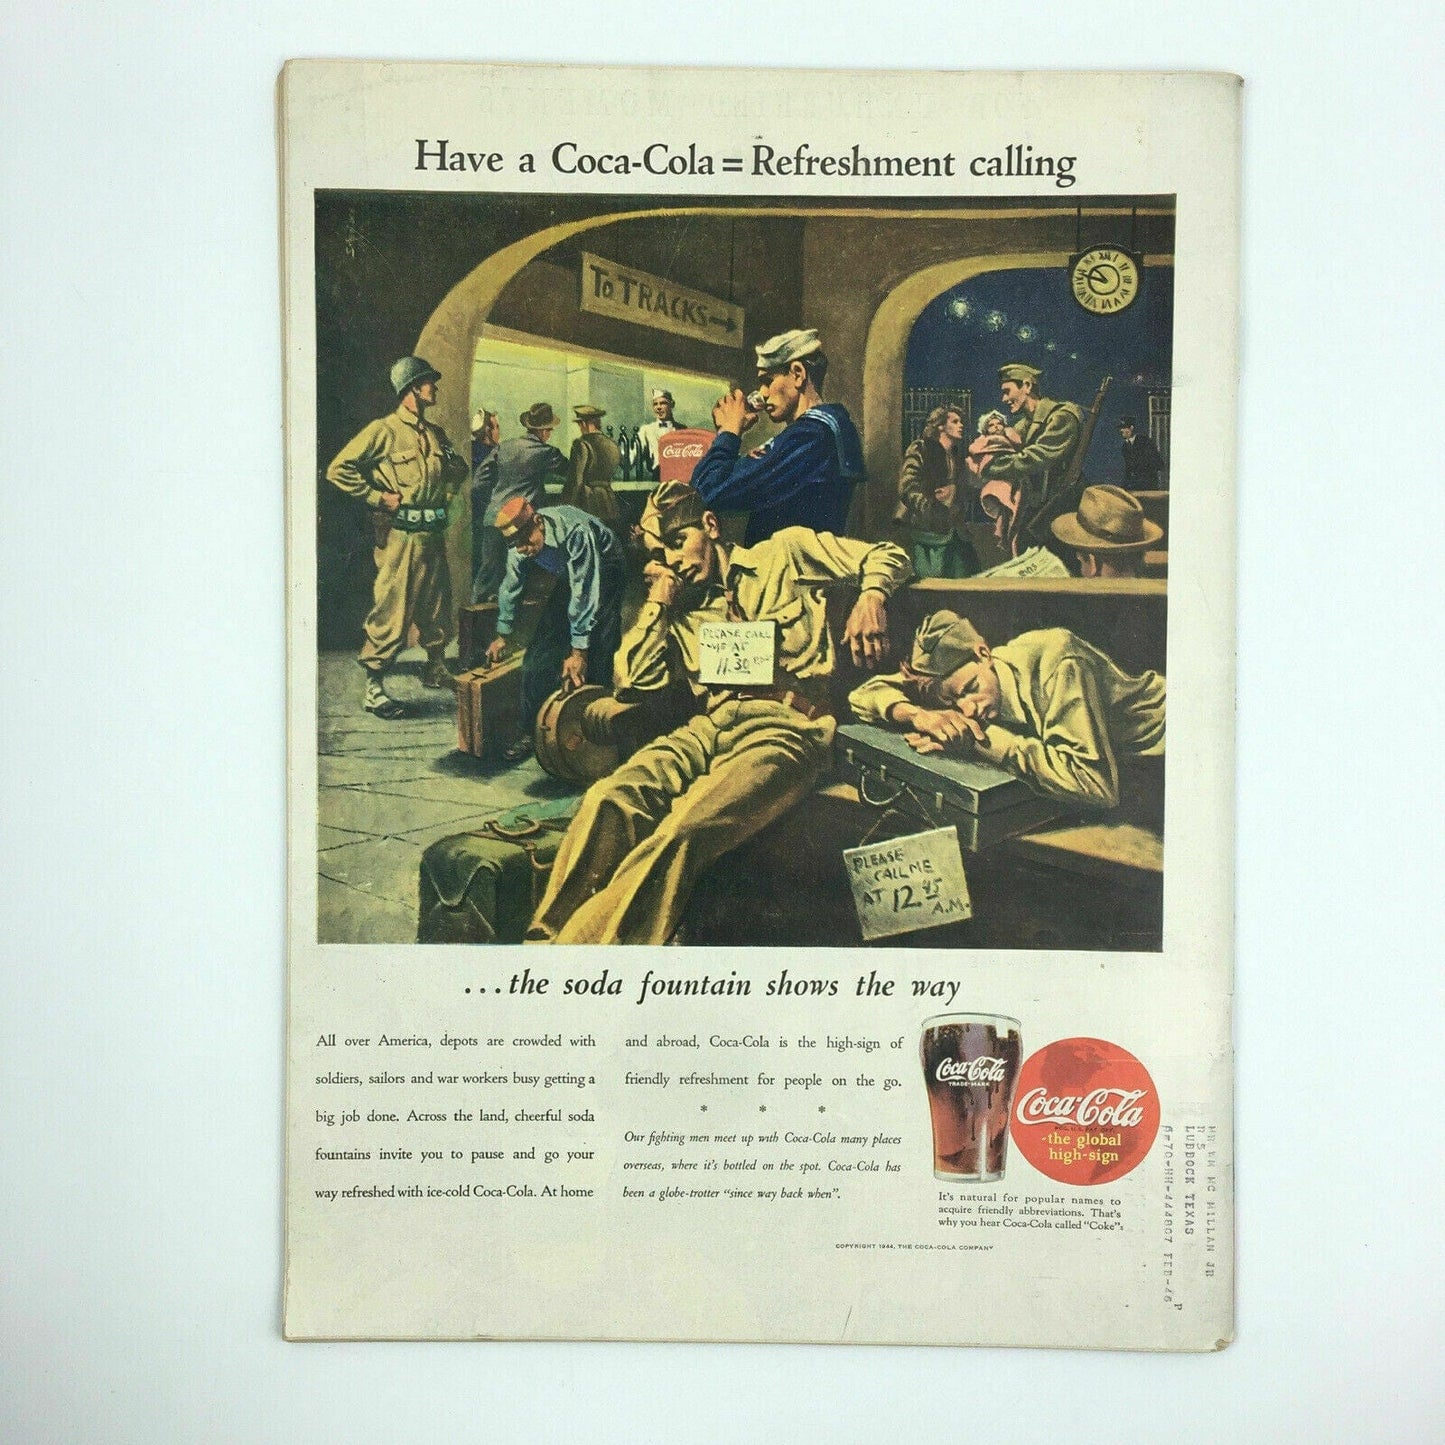 Have a Coca-Cola = Refreshment calling
To TRACKS→
Coca-Cola
PLEASE CALL
ME AT
11.30 P.M.
PLEASE
CALL ME
AT 12.45
A.M.
...the soda fountain shows the way
All over America, depots are crowded with
soldiers, sailors and war workers busy getting a
big job done. Across the land, cheerful soda
fountains invite you to pause and go your
way refreshed with ice-cold Coca-Cola. At home
and abroad, Coca-Cola is the high-sign of
friendly refreshment for people on the go.
* * *
Our fighting men meet up with Coca-Cola many places
overseas, where it's bottled on the spot. Coca-Cola has
been a globe-trotter "since way back when".
Coca-Cola
TRADE-MARK
Coca-Cola
REG. U.S. PAT. OFF.
-the global
high-sign
It's natural for popular names to
acquire friendly abbreviations. That's
why you hear Coca-Cola called "Coke".
COPYRIGHT 1944, THE COCA-COLA COMPANY
MC MILLAN JR
R 5
LUBBOCK TEXAS
P